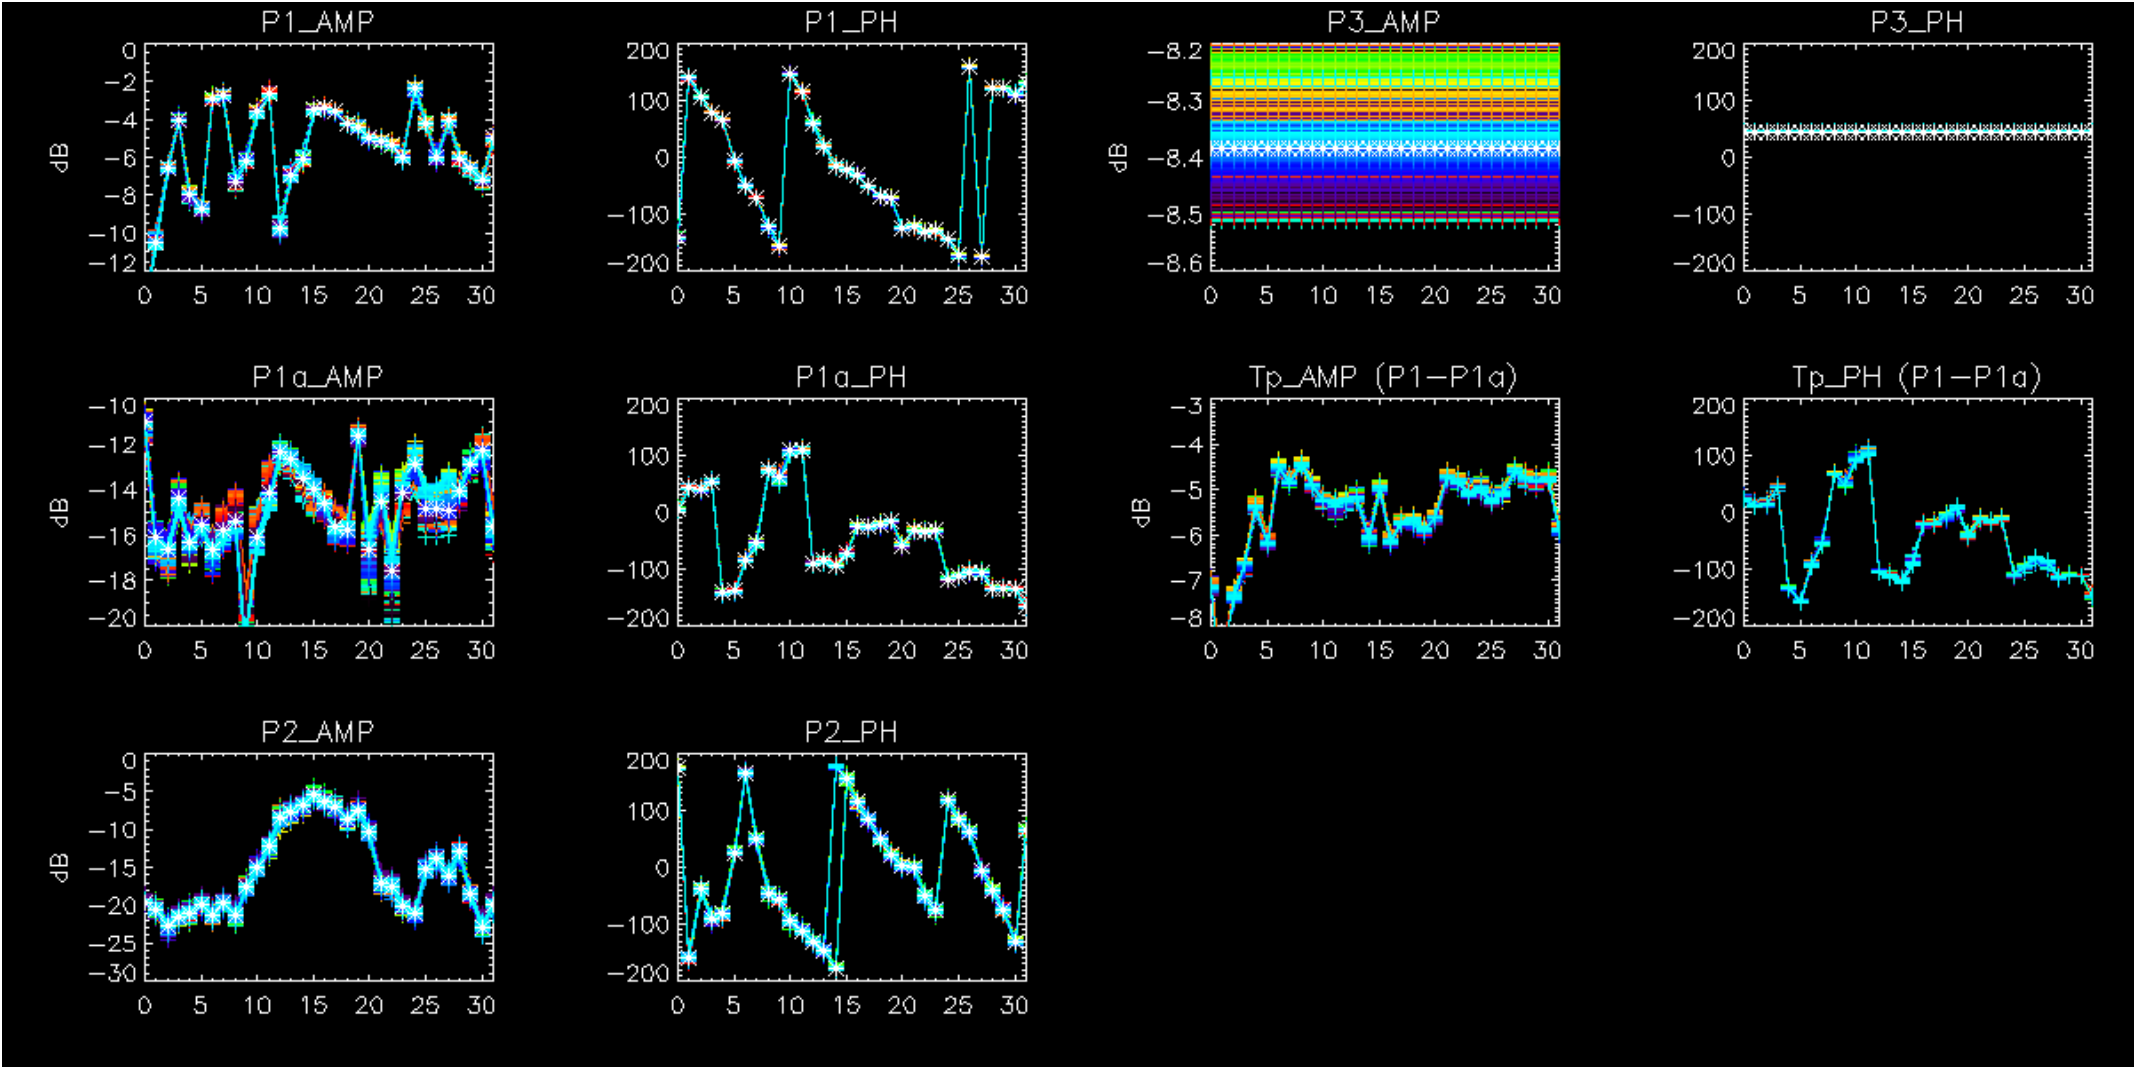 P1_AMP
0
−2
−4
−6
−8
−10
−12
dB
0 5 10 15 20 25 30
P1_PH
200
100
0
−100
−200
0 5 10 15 20 25 30
P3_AMP
−8.2
−8.3
−8.4
−8.5
−8.6
dB
0 5 10 15 20 25 30
P3_PH
200
100
0
−100
−200
0 5 10 15 20 25 30
P1a_AMP
−10
−12
−14
−16
−18
−20
dB
0 5 10 15 20 25 30
P1a_PH
200
100
0
−100
−200
0 5 10 15 20 25 30
Tp_AMP (P1−P1a)
−3
−4
−5
−6
−7
−8
dB
0 5 10 15 20 25 30
Tp_PH (P1−P1a)
200
100
0
−100
−200
0 5 10 15 20 25 30
P2_AMP
0
−5
−10
−15
−20
−25
−30
dB
0 5 10 15 20 25 30
P2_PH
200
100
0
−100
−200
0 5 10 15 20 25 30